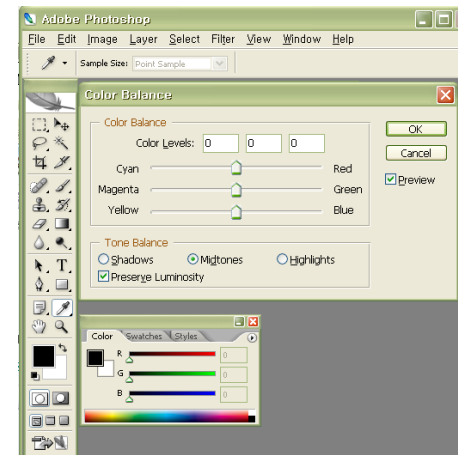 Adobe Photoshop
File Edit Image Layer Select Filter View Window Help
Sample Size: Point Sample
Color Balance
Color Balance
Color Levels: 0 0 0
OK
Cyan Red
Cancel
Magenta Green
Preview
Yellow Blue
Tone Balance
Shadows Midtones Highlights
Preserve Luminosity
T
Color Swatches Styles
R 0
G 0
B 0